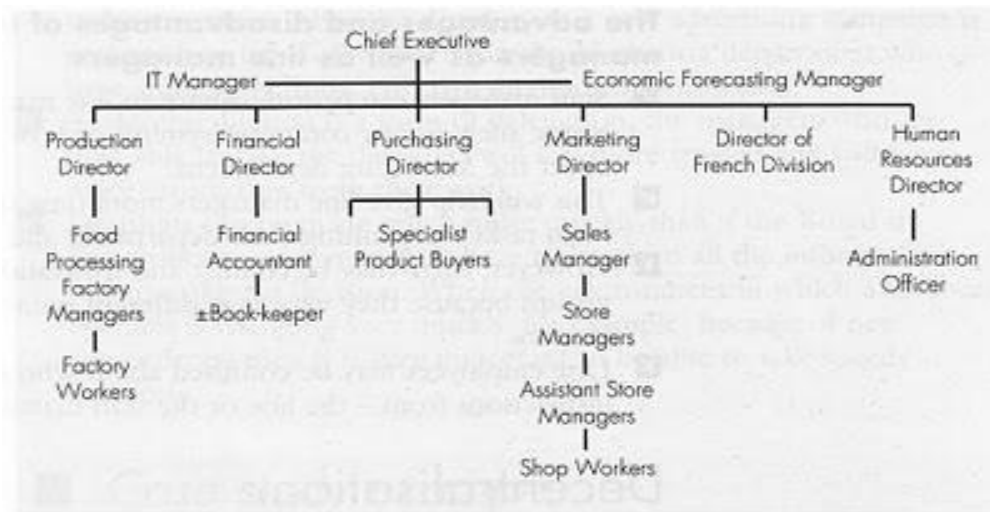 Chief Executive
IT Manager
Economic Forecasting Manager
Production
Director
Financial
Director
Purchasing
Director
Marketing
Director
Director of
French Division
Human
Resources
Director
Food
Processing
Factory
Managers
Financial
Accountant
±Book-keeper
Specialist
Product Buyers
Sales
Manager
Administration
Officer
Store
Managers
Factory
Workers
Assistant Store
Managers
Shop Workers